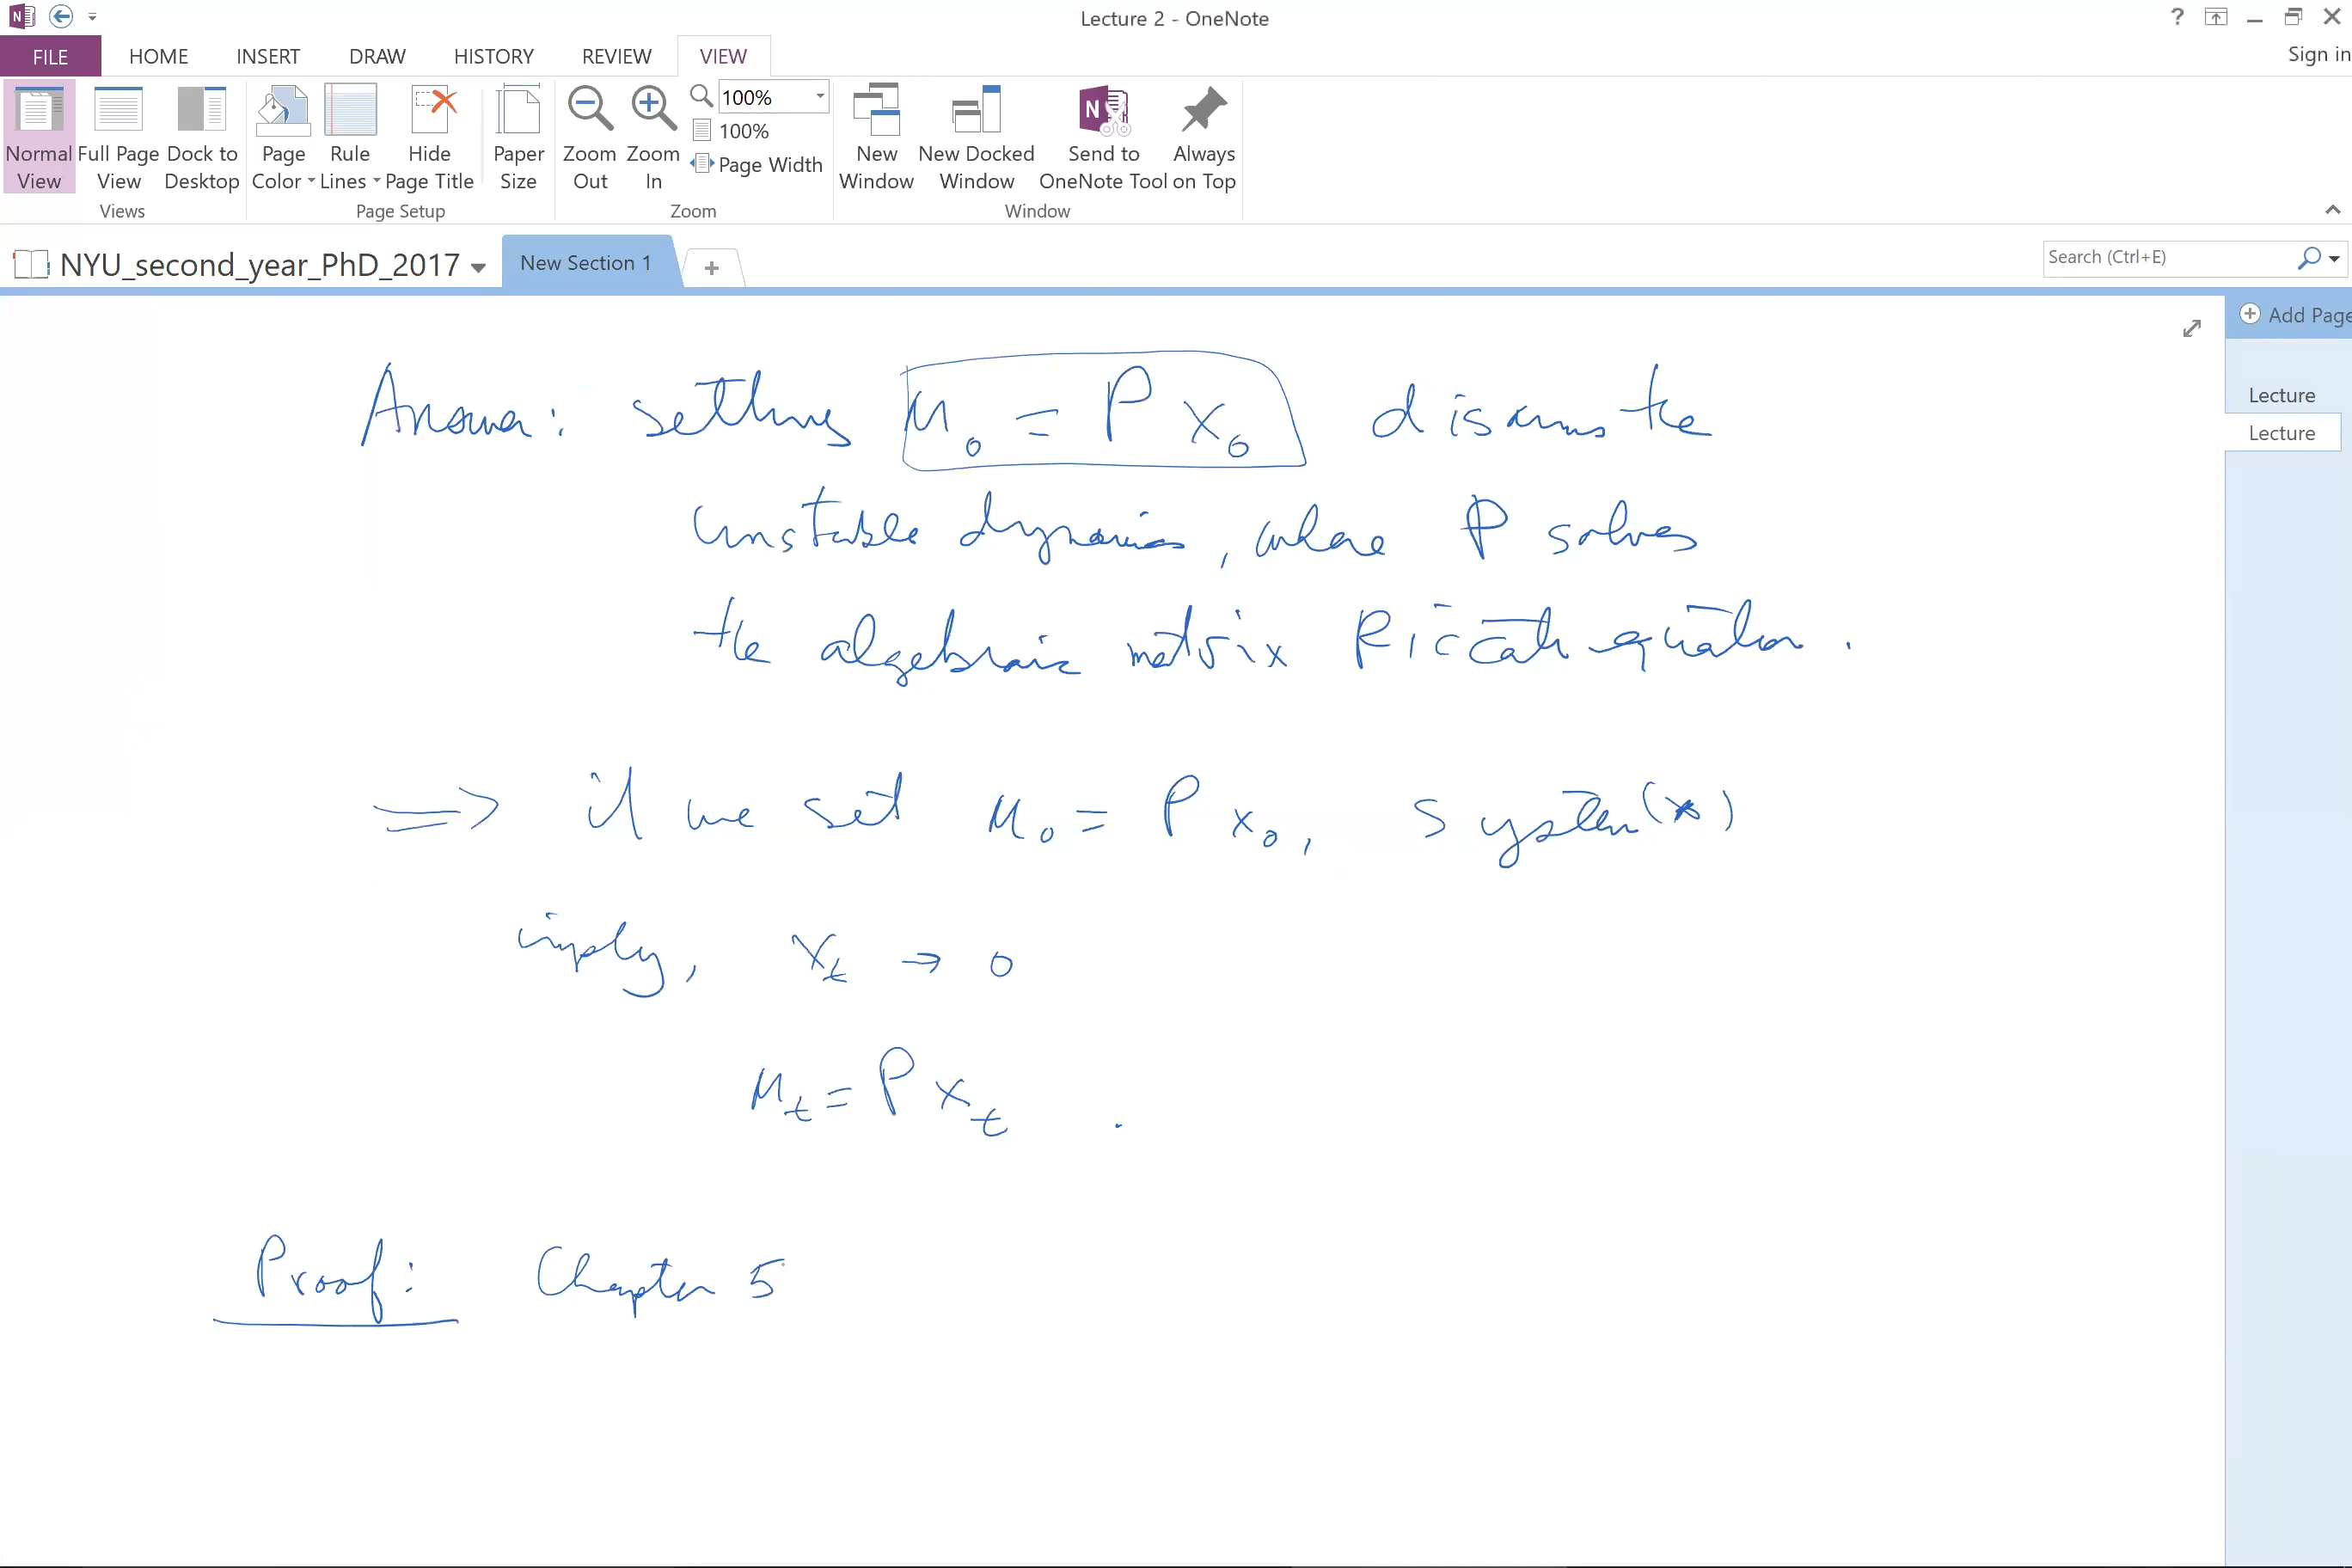 Lecture 2 - OneNote
?
Sign in
FILE HOME INSERT DRAW HISTORY REVIEW VIEW
Normal View
Full Page View
Dock to Desktop
Views
Page Color
Rule Lines
Hide Page Title
Paper Size
Page Setup
Zoom Out
Zoom In
100%
100%
Page Width
Zoom
New Window
New Docked Window
Send to OneNote Tool
Always on Top
Window
NYU_second_year_PhD_2017 New Section 1 +
Search (Ctrl+E)
Add Page
Lecture
Lecture
Answer: setting μ₀ = P x₀ disarms the
unstable dynamics, where P solves
the algebraic matrix Riccati equation.
⇒ if we set μ₀ = P x₀, system (*)
imply, x_t → 0
μ_t = P x_t .
Proof: Chapter 5